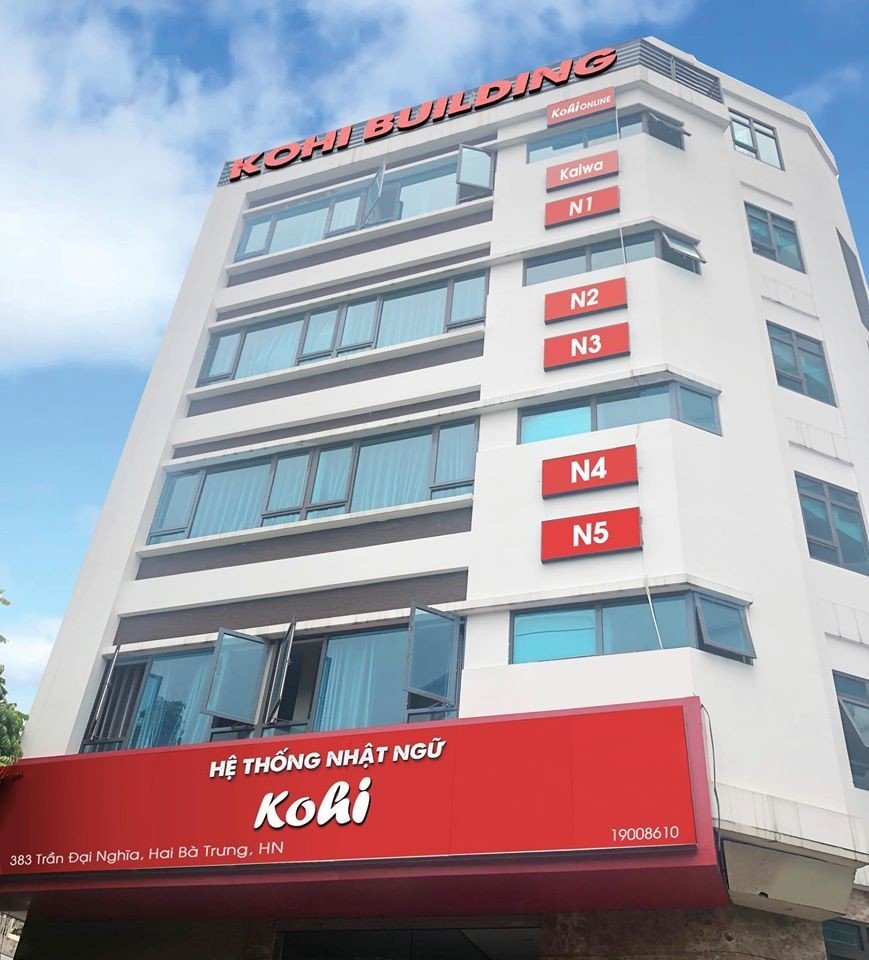 KOHI BUILDING
Kohi ONLINE
Kaiwa
N1
N2
N3
N4
N5
HỆ THỐNG NHẬT NGỮ
Kohi
383 Trần Đại Nghĩa, Hai Bà Trưng, HN
19008610